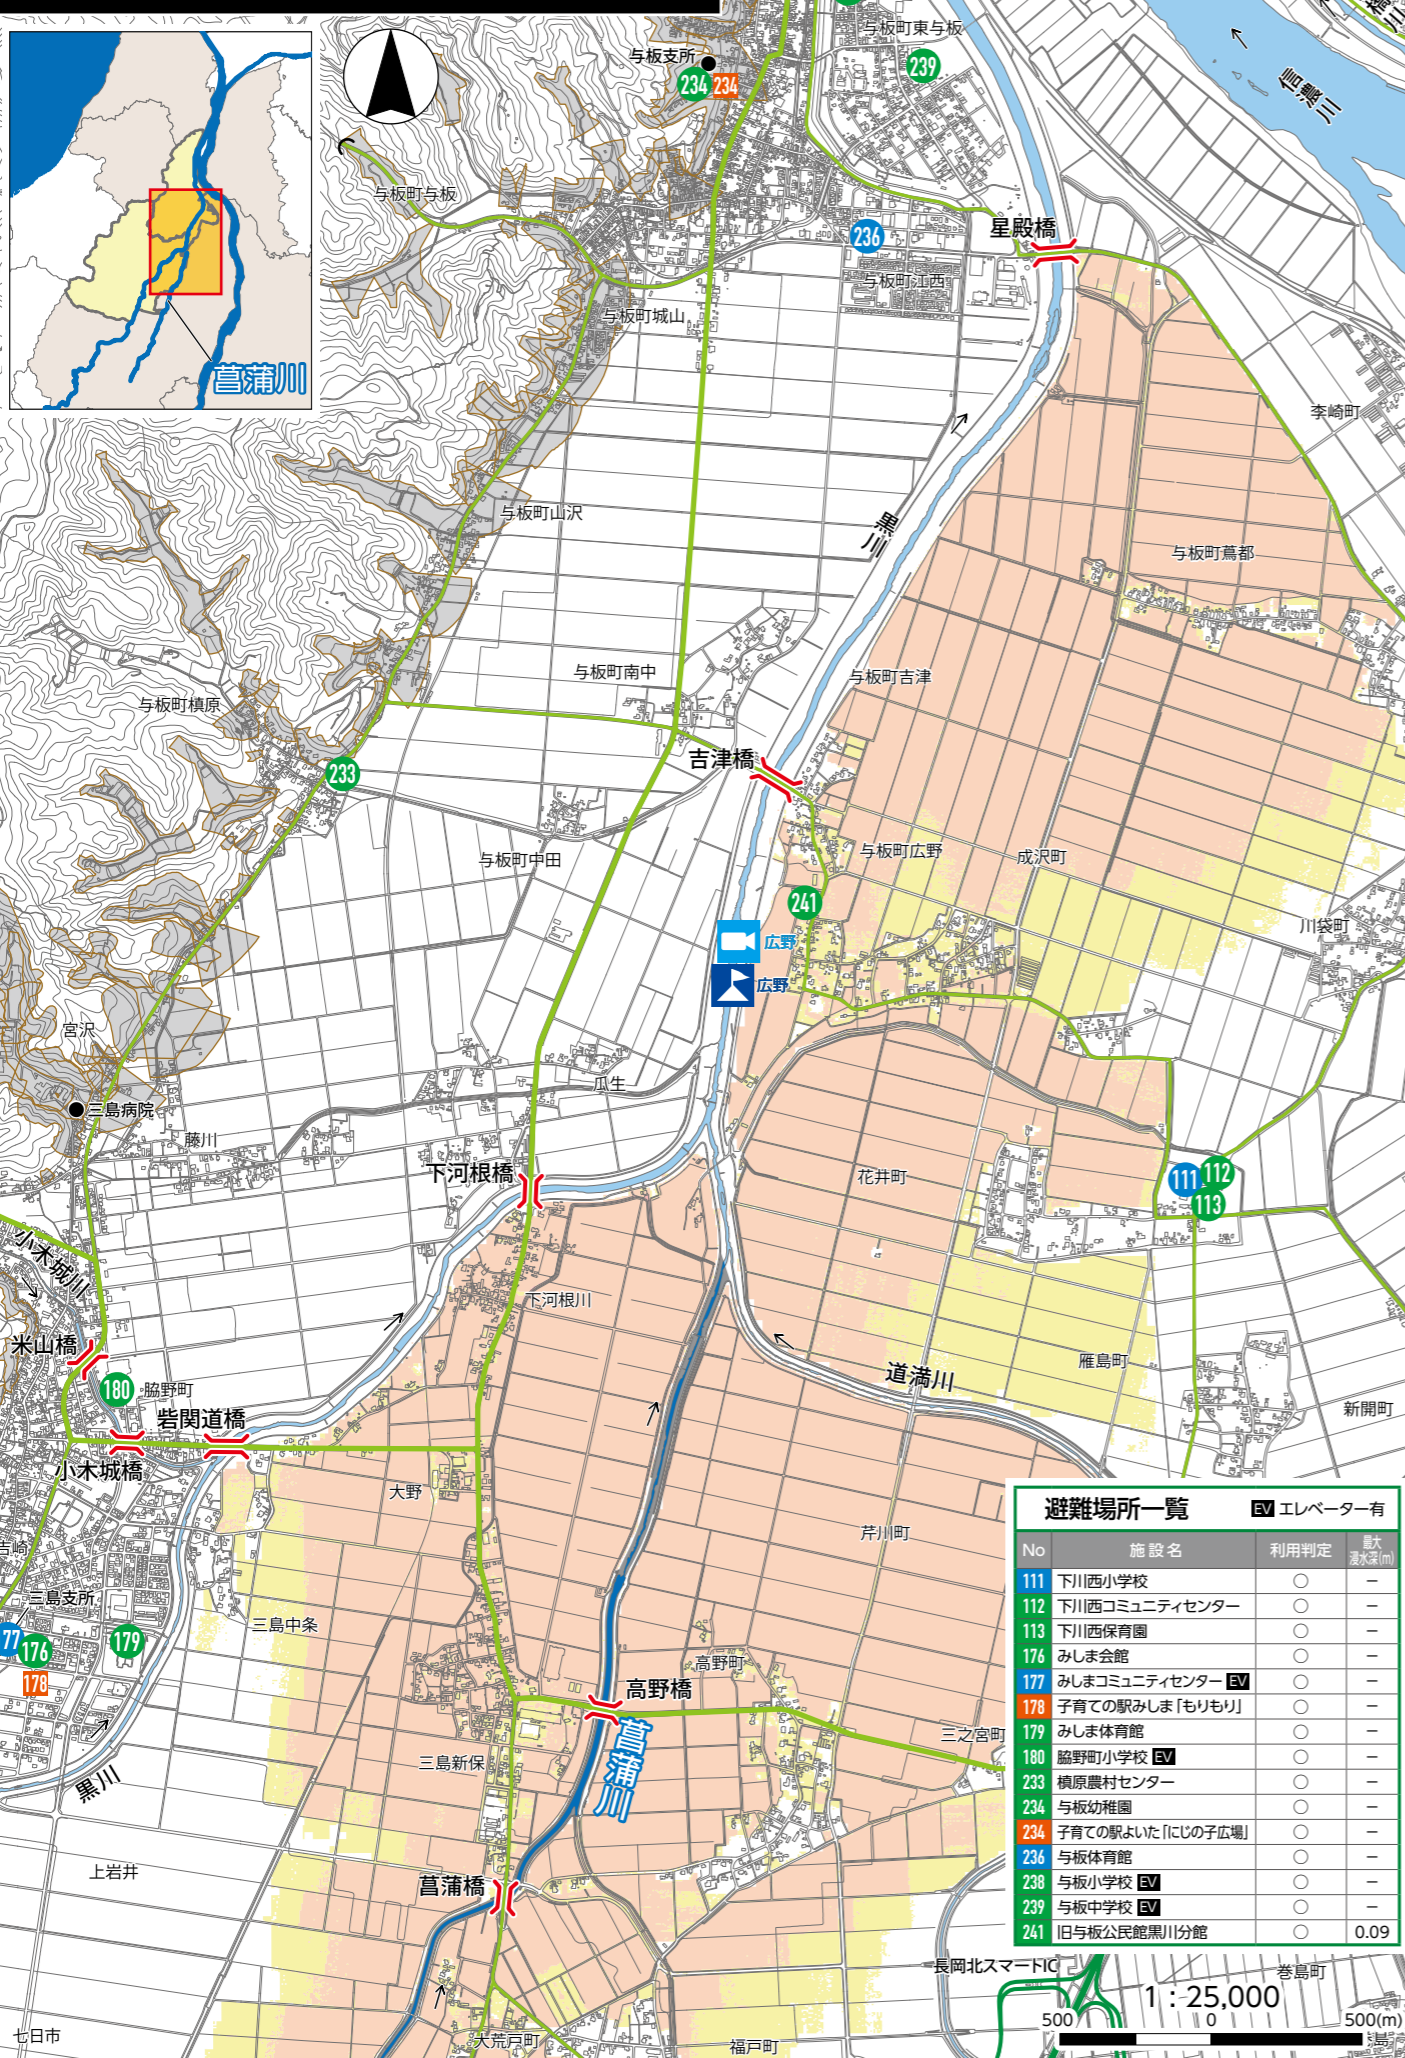 菖蒲川
与板支所
234
234
与板町東与板
239
信濃川
与板町与板
236
星殿橋
与板町江西
与板町城山
李崎町
与板町山沢
黒川
与板町蔦都
与板町南中
与板町吉津
与板町槙原
吉津橋
233
与板町中田
与板町広野
成沢町
241
川袋町
広野
広野
宮沢
瓜生
三島病院
藤川
下河根橋
花井町
111
112
113
小木城川
下河根川
米山橋
雁島町
180
脇野町
道満川
新開町
砦関道橋
小木城橋
大野
芹川町
吉崎
三島支所
77
176
179
178
三島中条
高野町
高野橋
三之宮町
菖蒲川
三島新保
黒川
上岩井
菖蒲橋
七日市
大荒戸町
福戸町
長岡北スマートIC
巻島町
避難場所一覧 EV エレベーター有
No 施設名 利用判定 最大浸水深(m)
111 下川西小学校 ○ −
112 下川西コミュニティセンター ○ −
113 下川西保育園 ○ −
176 みしま会館 ○ −
177 みしまコミュニティセンター EV ○ −
178 子育ての駅みしま「もりもり」 ○ −
179 みしま体育館 ○ −
180 脇野町小学校 EV ○ −
233 槙原農村センター ○ −
234 与板幼稚園 ○ −
234 子育ての駅よいた「にじの子広場」 ○ −
236 与板体育館 ○ −
238 与板小学校 EV ○ −
239 与板中学校 EV ○ −
241 旧与板公民館黒川分館 ○ 0.09
1：25,000
500 0 500(m)